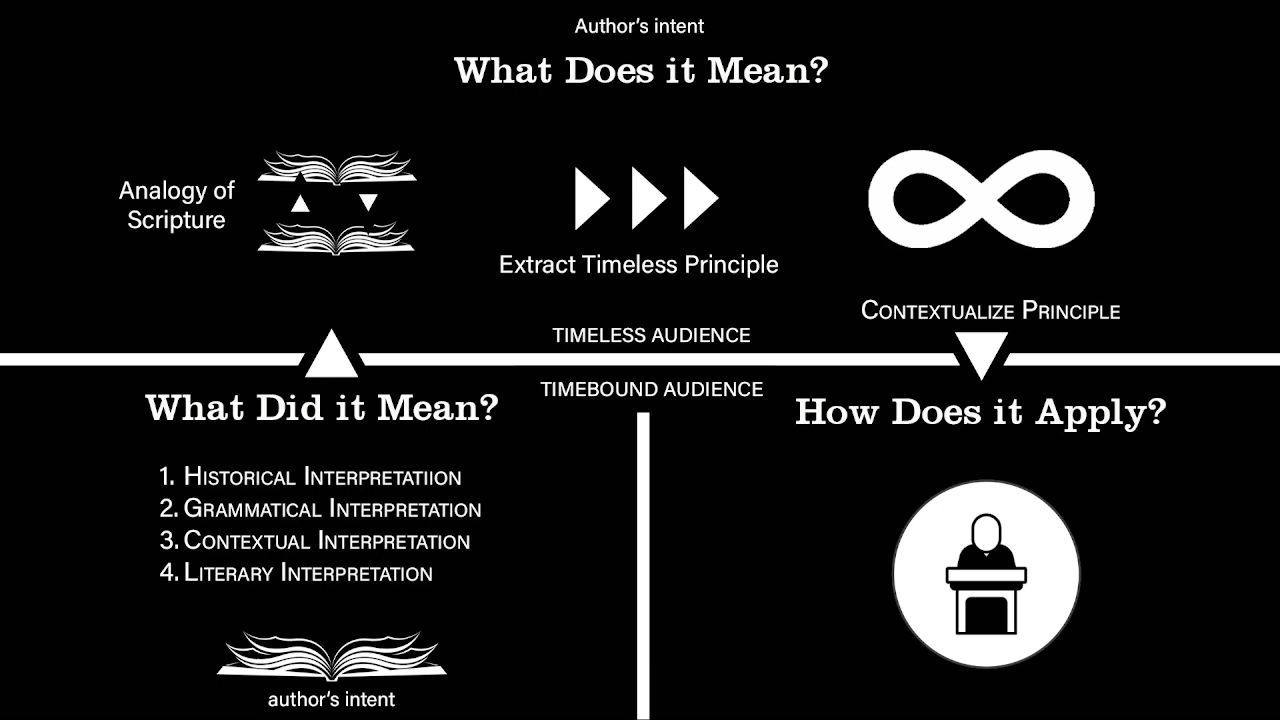 Author's intent
What Does it Mean?
Analogy of
Scripture
Extract Timeless Principle
Contextualize Principle
TIMELESS AUDIENCE
TIMEBOUND AUDIENCE
What Did it Mean?
1. Historical Interpretatiion
2. Grammatical Interpretation
3. Contextual Interpretation
4. Literary Interpretation
author's intent
How Does it Apply?